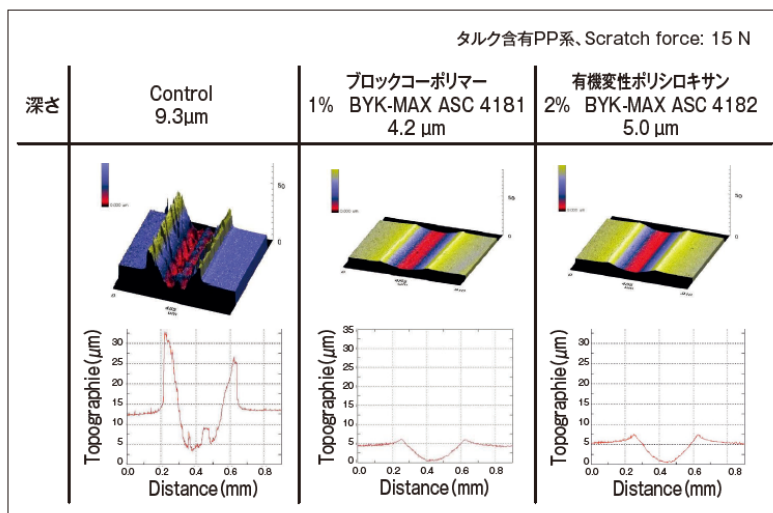 タルク含有PP系、Scratch force: 15 N
深さ
Control
9.3μm
ブロックコーポリマー
1% BYK-MAX ASC 4181
4.2 μm
有機変性ポリシロキサン
2% BYK-MAX ASC 4182
5.0 μm
50
0
50
0
50
0
Topographie(μm)
30
25
20
15
10
5
0
0.0 0.2 0.4 0.6 0.8
Distance(mm)
Topographie(μm)
35
30
25
20
15
10
5
0
0.0 0.2 0.4 0.6 0.8
Distance(mm)
Topographie(μm)
30
25
20
15
10
5
0
0.0 0.2 0.4 0.6 0.8
Distance(mm)